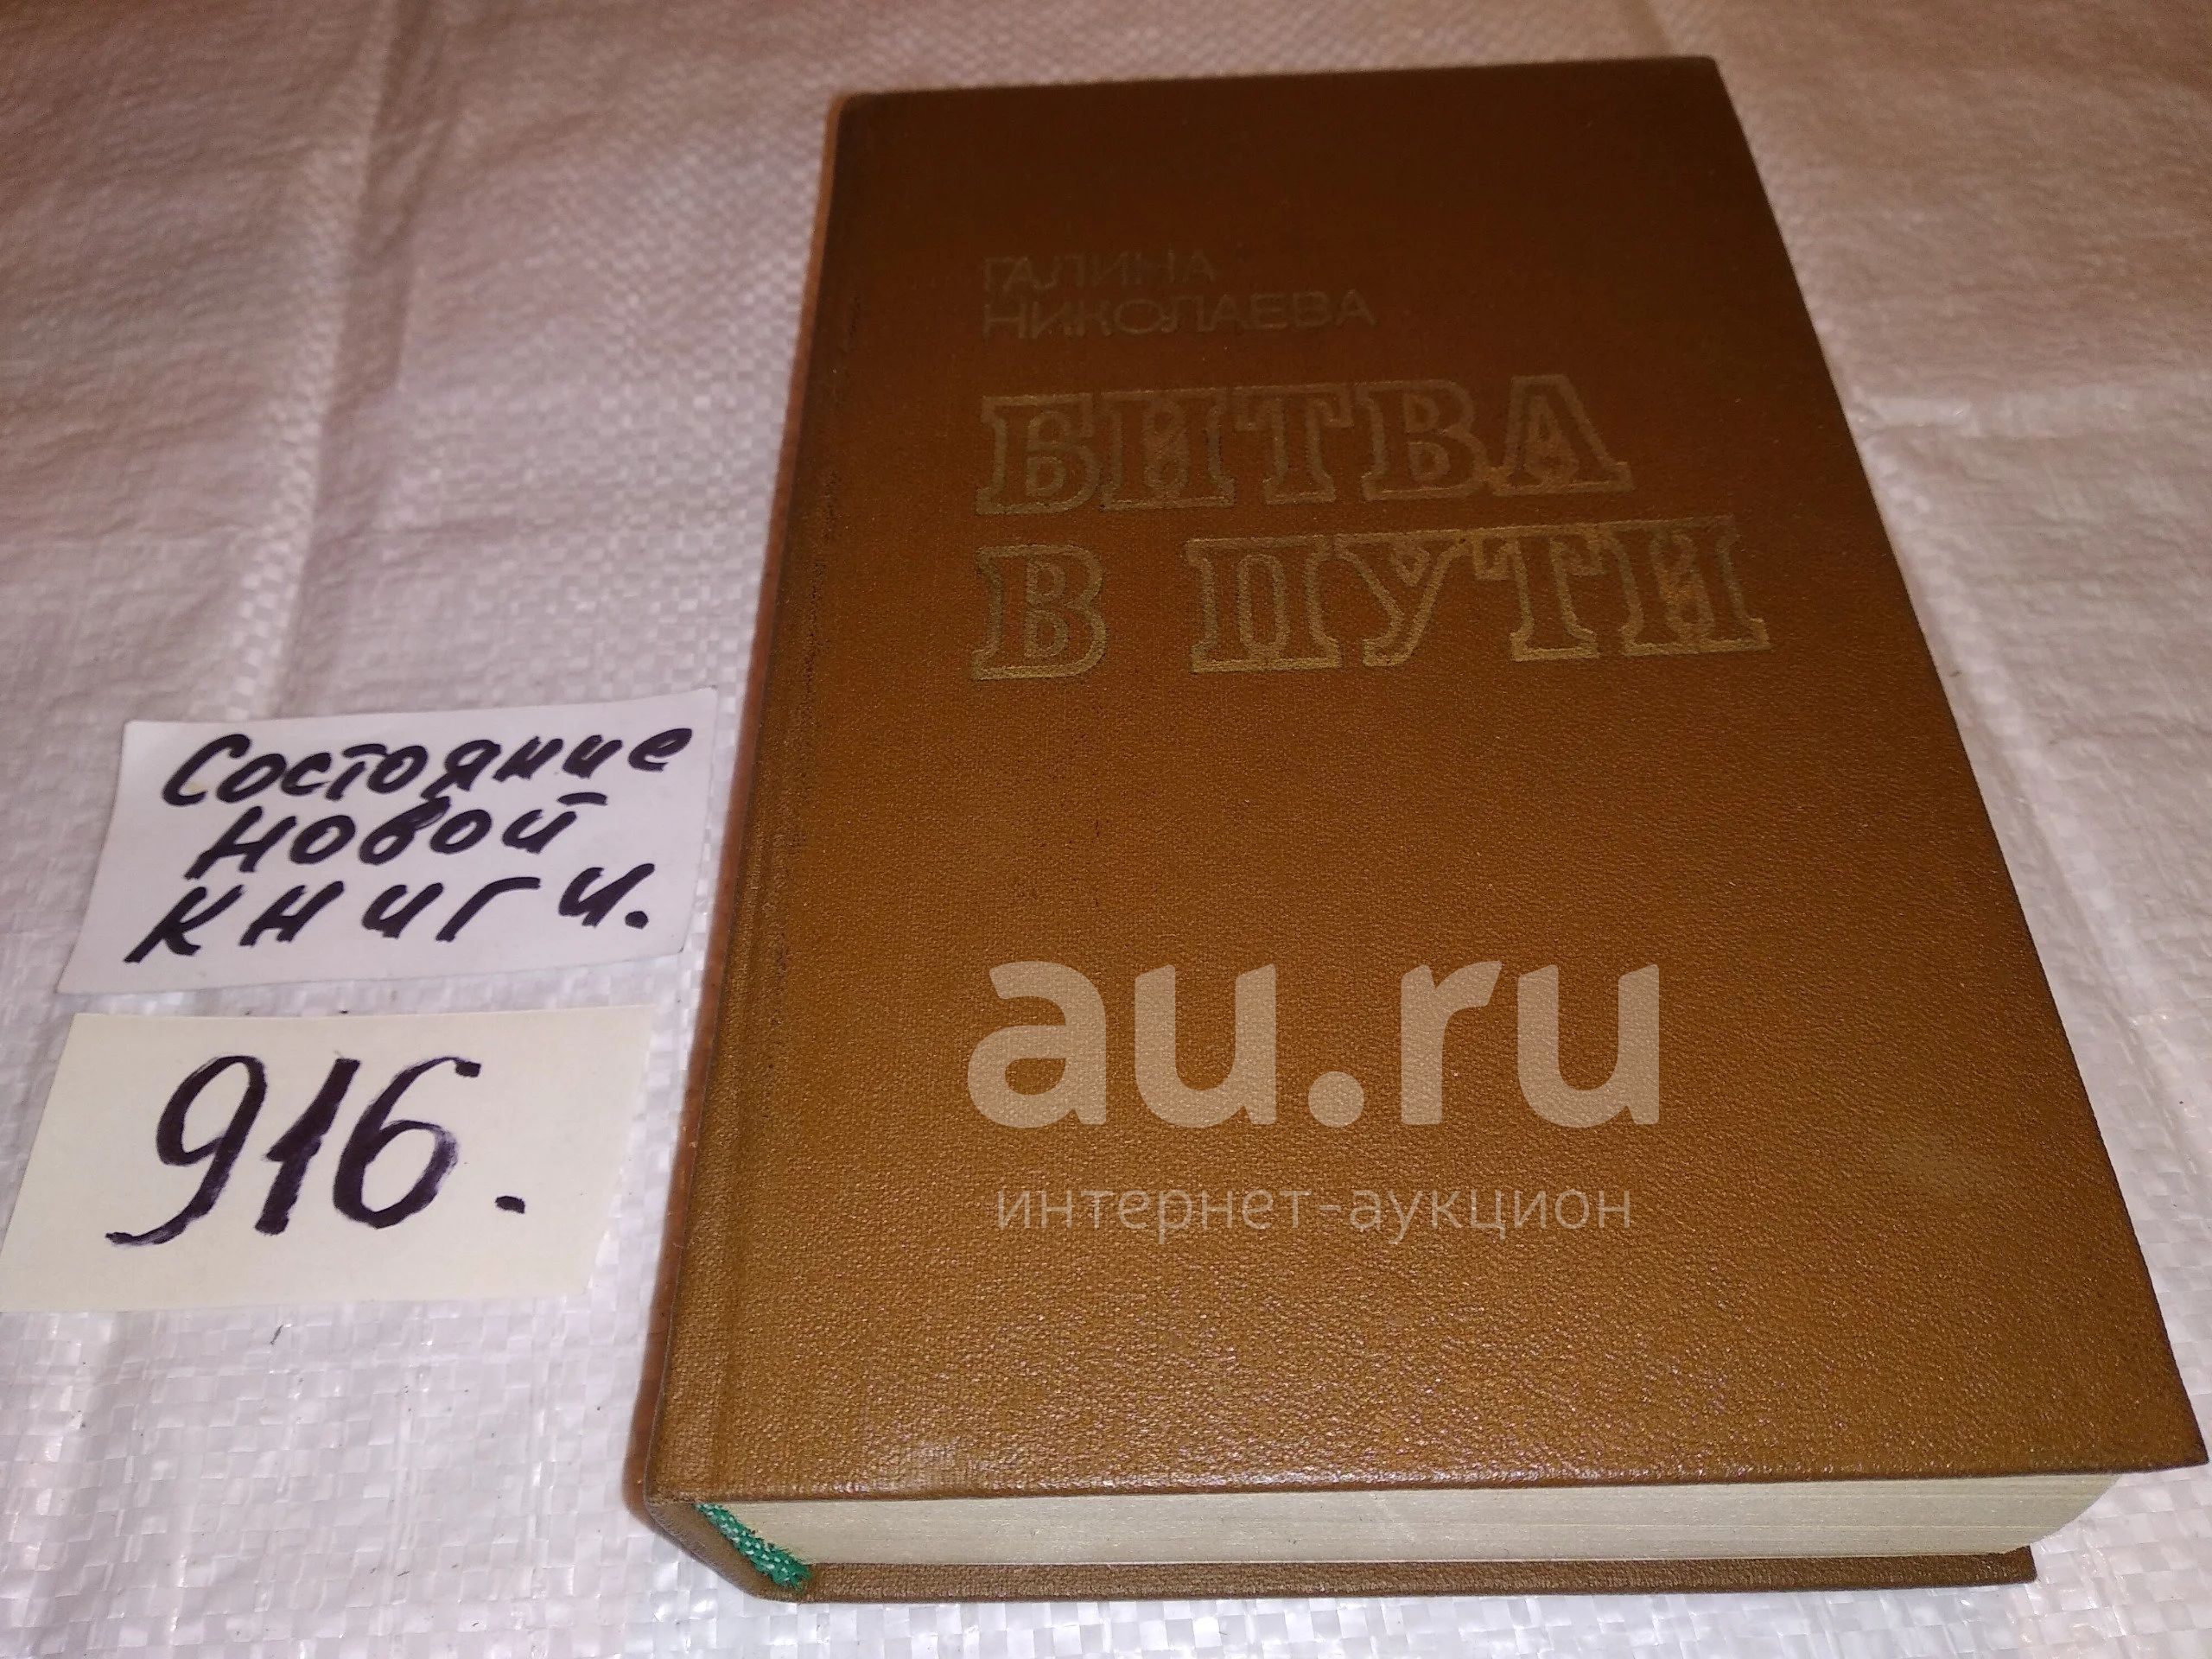 ГАЛИНА
НИКОЛАЕВА
БИТВА
В ПУТИ
Состояние
новой
книги.
916.
au.ru
интернет-аукцион